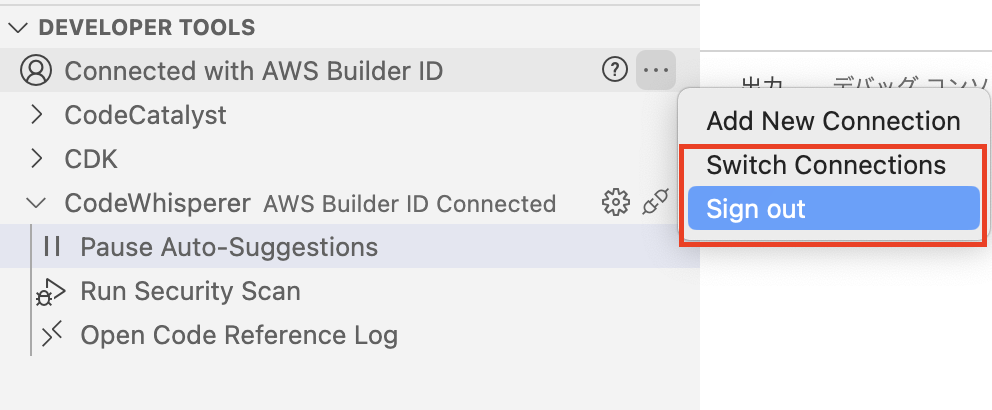 DEVELOPER TOOLS
Connected with AWS Builder ID
出力 デバッグ コンソ
Add New Connection
CodeCatalyst
Switch Connections
CDK
Sign out
CodeWhisperer AWS Builder ID Connected
Pause Auto-Suggestions
Run Security Scan
Open Code Reference Log